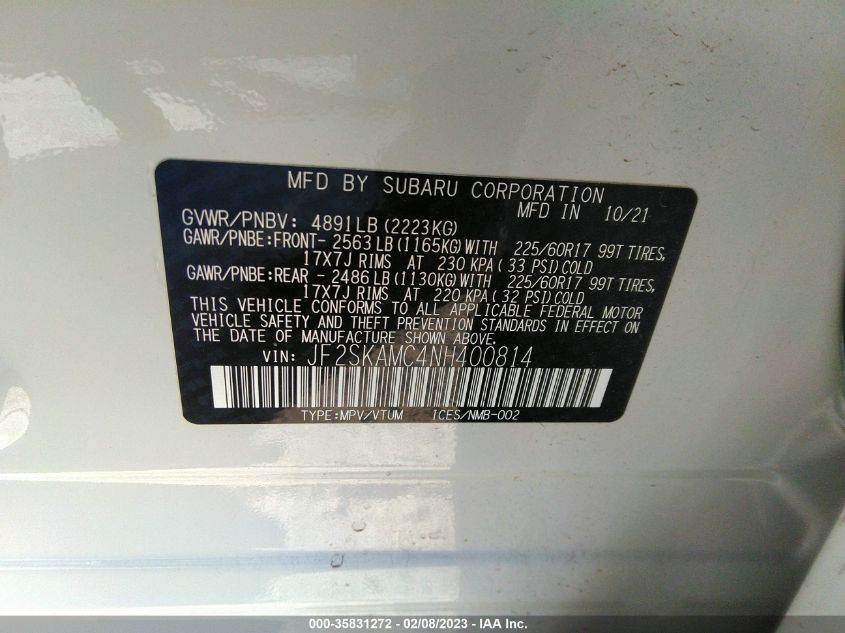 MFD BY SUBARU CORPORATION
MFD IN 10/21
GVWR/PNBV: 4891LB (2223KG)
GAWR/PNBE:FRONT- 2563 LB (1165KG) WITH 225/60R17 99T TIRES,
17X7J RIMS AT 230 KPA ( 33 PSI) COLD
GAWR/PNBE:REAR - 2486 LB (1130KG) WITH 225/60R17 99T TIRES,
17X7J RIMS AT 220 KPA ( 32 PSI) COLD
THIS VEHICLE CONFORMS TO ALL APPLICABLE FEDERAL MOTOR
VEHICLE SAFETY AND THEFT PREVENTION STANDARDS IN EFFECT ON
THE DATE OF MANUFACTURE SHOWN ABOVE.
VIN: JF2SKAMC4NH400814
TYPE:MPV/VTUM ICES/NMB-002
000-35831272 - 02/08/2023 - COPYRIGHT IAA, INC.